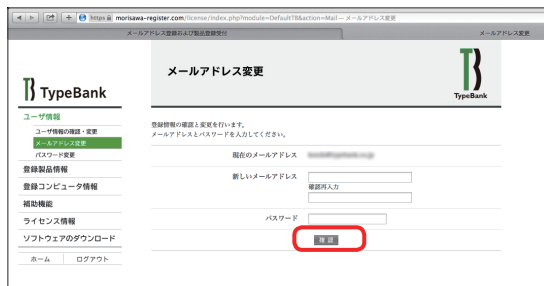 https morisawa-register.com/license/index.php?module=DefaultTB&action=Mail — メールアドレス変更
メールアドレス登録および製品登録受付
メールアドレス変更
TypeBank
ユーザ情報
ユーザ情報の確認・変更
メールアドレス変更
パスワード変更
登録製品情報
登録コンピュータ情報
補助機能
ライセンス情報
ソフトウェアのダウンロード
ホーム
ログアウト
メールアドレス変更
TypeBank
登録情報の確認と変更を行います。
メールアドレスとパスワードを入力してください。
現在のメールアドレス
新しいメールアドレス
確認再入力
パスワード
確 認